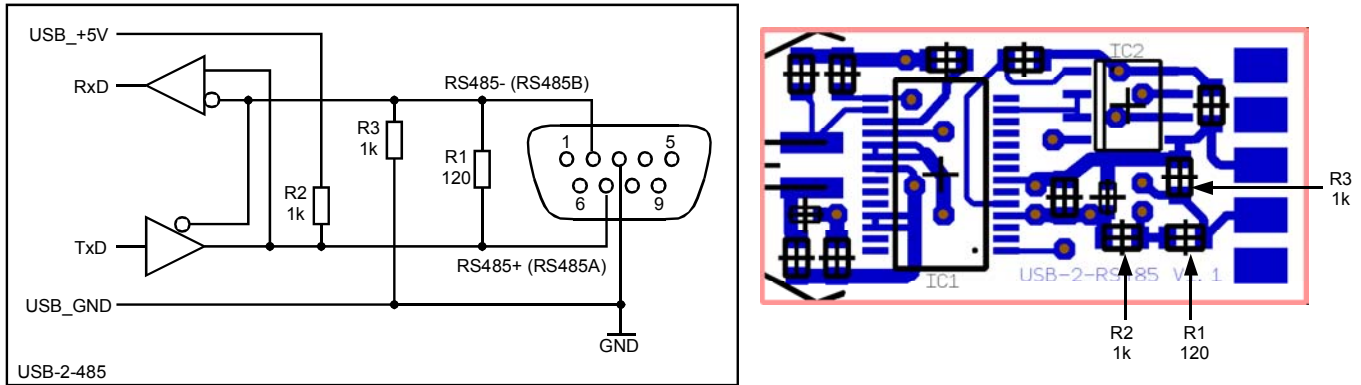 USB_+5V
RxD
RS485- (RS485B)
R3
1k
R1
120
R2
1k
1
5
6
9
TxD
RS485+ (RS485A)
USB_GND
GND
USB-2-485
IC2
IC1
USB-2-RS485 V1.1
R3
1k
R2
1k
R1
120